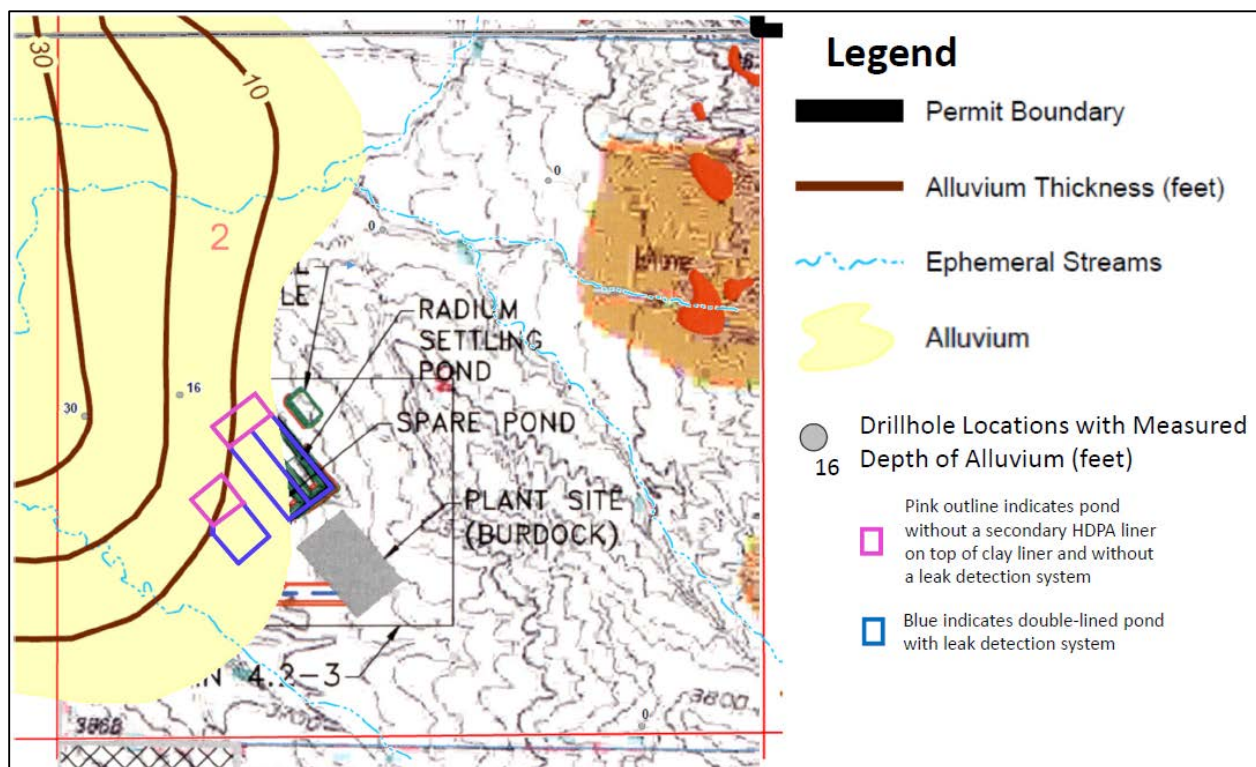 30
10
0
0
2
LE
RADIUM
SETTLING
POND
16
30
SPARE POND
PLANT SITE
(BURDOCK)
4.2-3
3800
0
Legend
Permit Boundary
Alluvium Thickness (feet)
Ephemeral Streams
Alluvium
16
Drillhole Locations with Measured
Depth of Alluvium (feet)
Pink outline indicates pond
without a secondary HDPA liner
on top of clay liner and without
a leak detection system
Blue indicates double-lined pond
with leak detection system